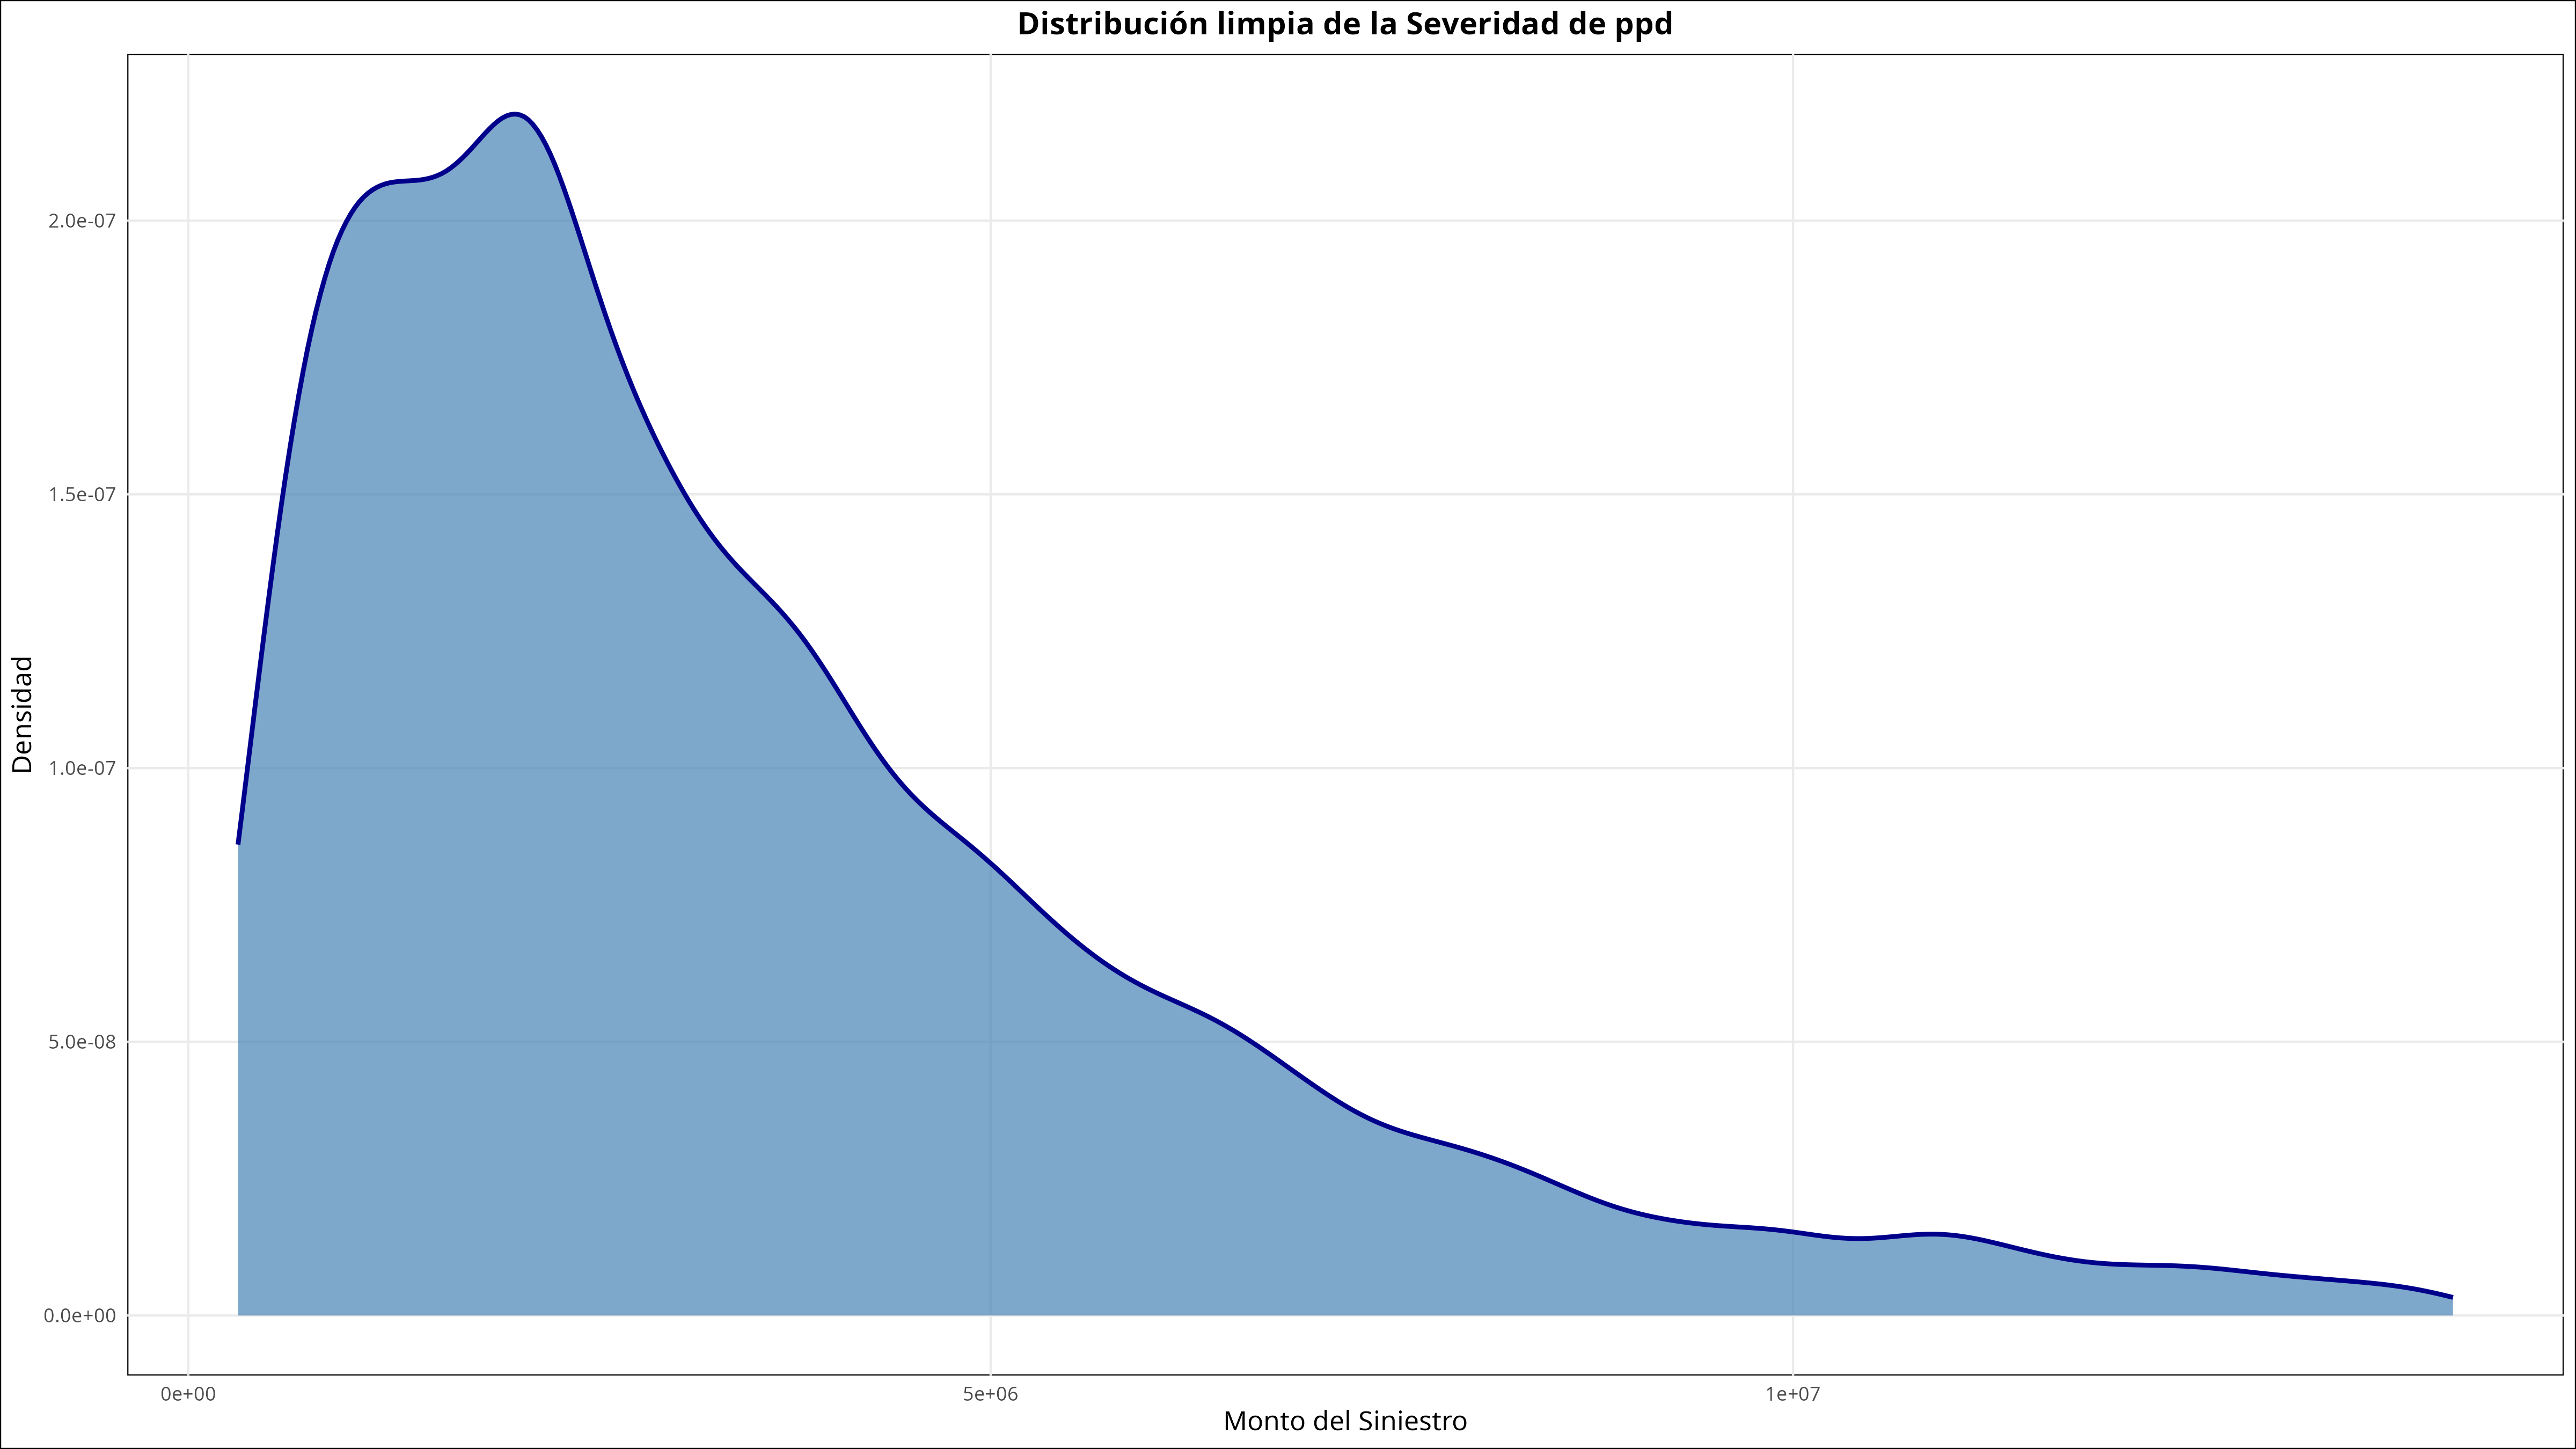 Distribución limpia de la Severidad de ppd
Densidad
2.0e-07
1.5e-07
1.0e-07
5.0e-08
0.0e+00
0e+00
5e+06
1e+07
Monto del Siniestro